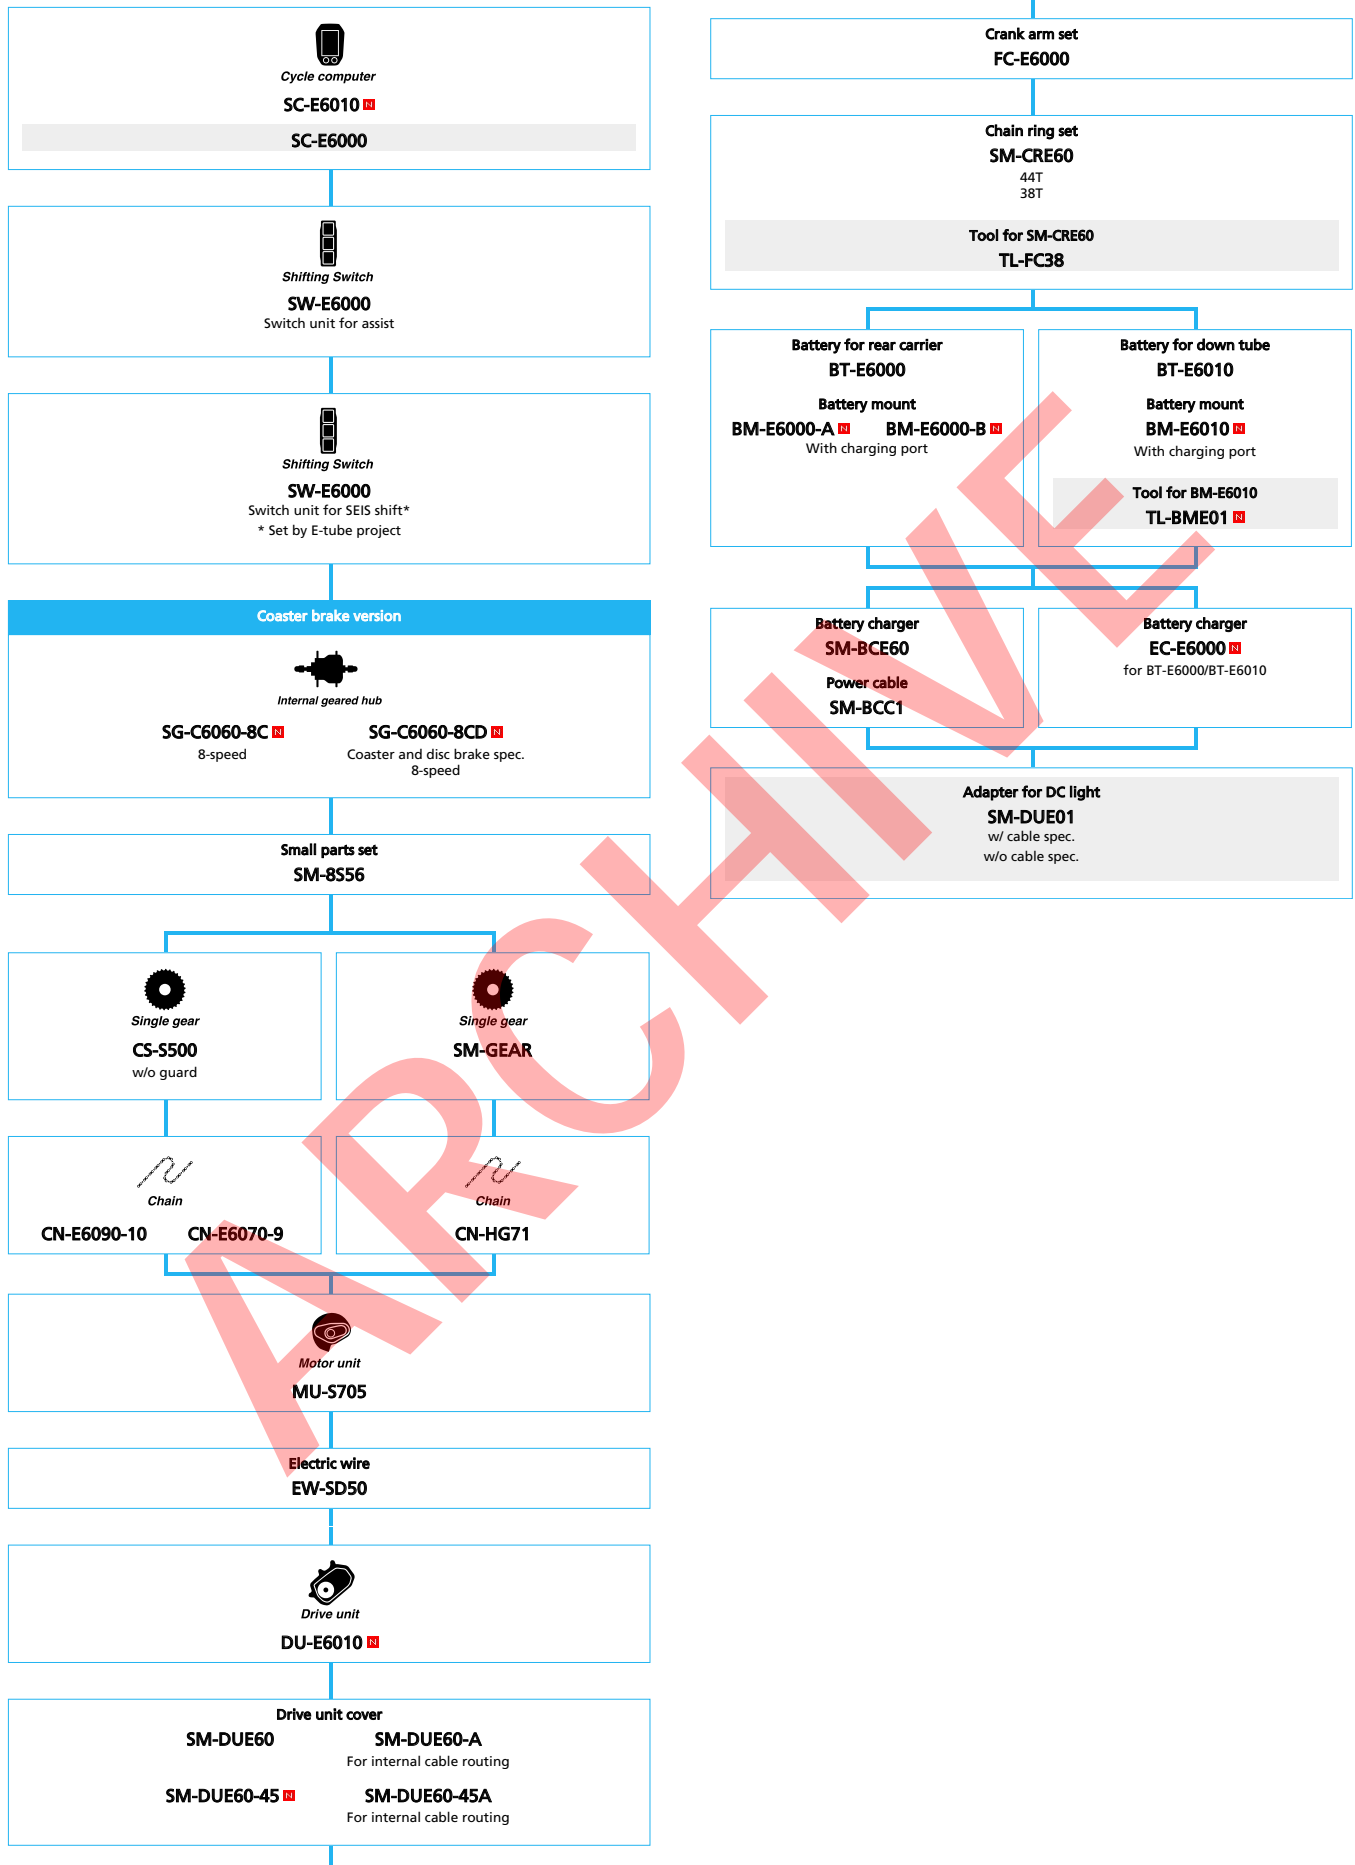 Cycle computer
SC-E6010 N
SC-E6000
Shifting Switch
SW-E6000
Switch unit for assist
Shifting Switch
SW-E6000
Switch unit for SEIS shift*
* Set by E-tube project
Coaster brake version
Internal geared hub
SG-C6060-8C N SG-C6060-8CD N
8-speed Coaster and disc brake spec.
8-speed
Small parts set
SM-8S56
Single gear
CS-S500
w/o guard
Single gear
SM-GEAR
Chain
CN-E6090-10 CN-E6070-9
Chain
CN-HG71
Motor unit
MU-S705
Electric wire
EW-SD50
Drive unit
DU-E6010 N
Drive unit cover
SM-DUE60 SM-DUE60-A
For internal cable routing
SM-DUE60-45 N SM-DUE60-45A
For internal cable routing
Crank arm set
FC-E6000
Chain ring set
SM-CRE60
44T
38T
Tool for SM-CRE60
TL-FC38
Battery for rear carrier
BT-E6000
Battery mount
BM-E6000-A N BM-E6000-B N
With charging port
Battery for down tube
BT-E6010
Battery mount
BM-E6010 N
With charging port
Tool for BM-E6010
TL-BME01 N
Battery charger
SM-BCE60
Power cable
SM-BCC1
Battery charger
EC-E6000 N
for BT-E6000/BT-E6010
Adapter for DC light
SM-DUE01
w/ cable spec.
w/o cable spec.
ARCHIVE